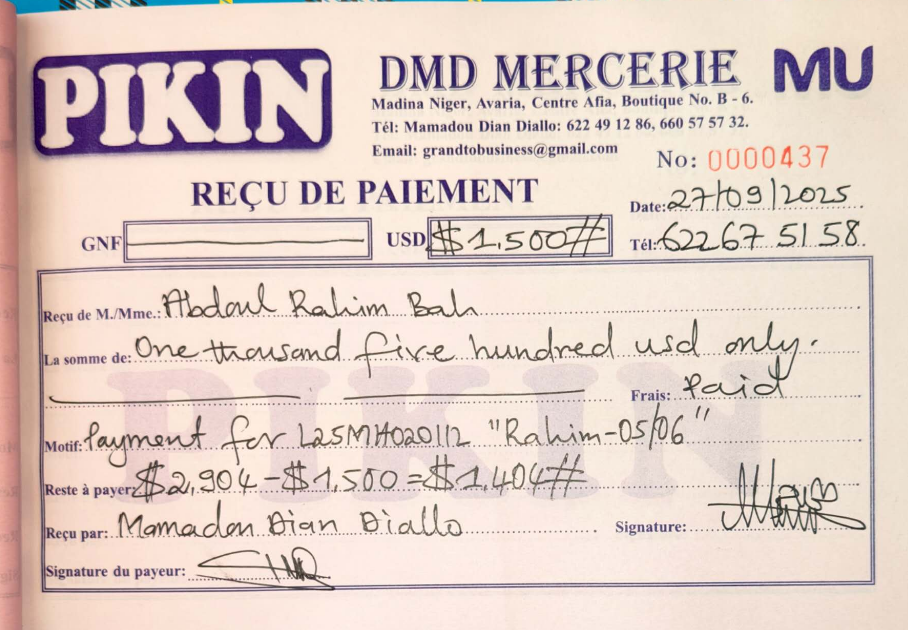 PIKIN
DMD MERCERIE
MU
Madina Niger, Avaria, Centre Afia, Boutique No. B - 6.
Tél: Mamadou Dian Diallo: 622 49 12 86, 660 57 57 32.
Email: grandtobusiness@gmail.com
No: 0000437
REÇU DE PAIEMENT
Date: 27/09/2025
GNF
USD $1,500#
Tél: 622 67 51 58
Reçu de M./Mme.: Abdoul Rahim Bah
La somme de: One thousand five hundred usd only.
Frais: Paid
Motif: Payment for L25MH020112 "Rahim-05/06"
Reste à payer $2,904 - $1,500 = $1,404#
Reçu par: Mamadou Dian Diallo
Signature:
Signature du payeur:
PIKIN